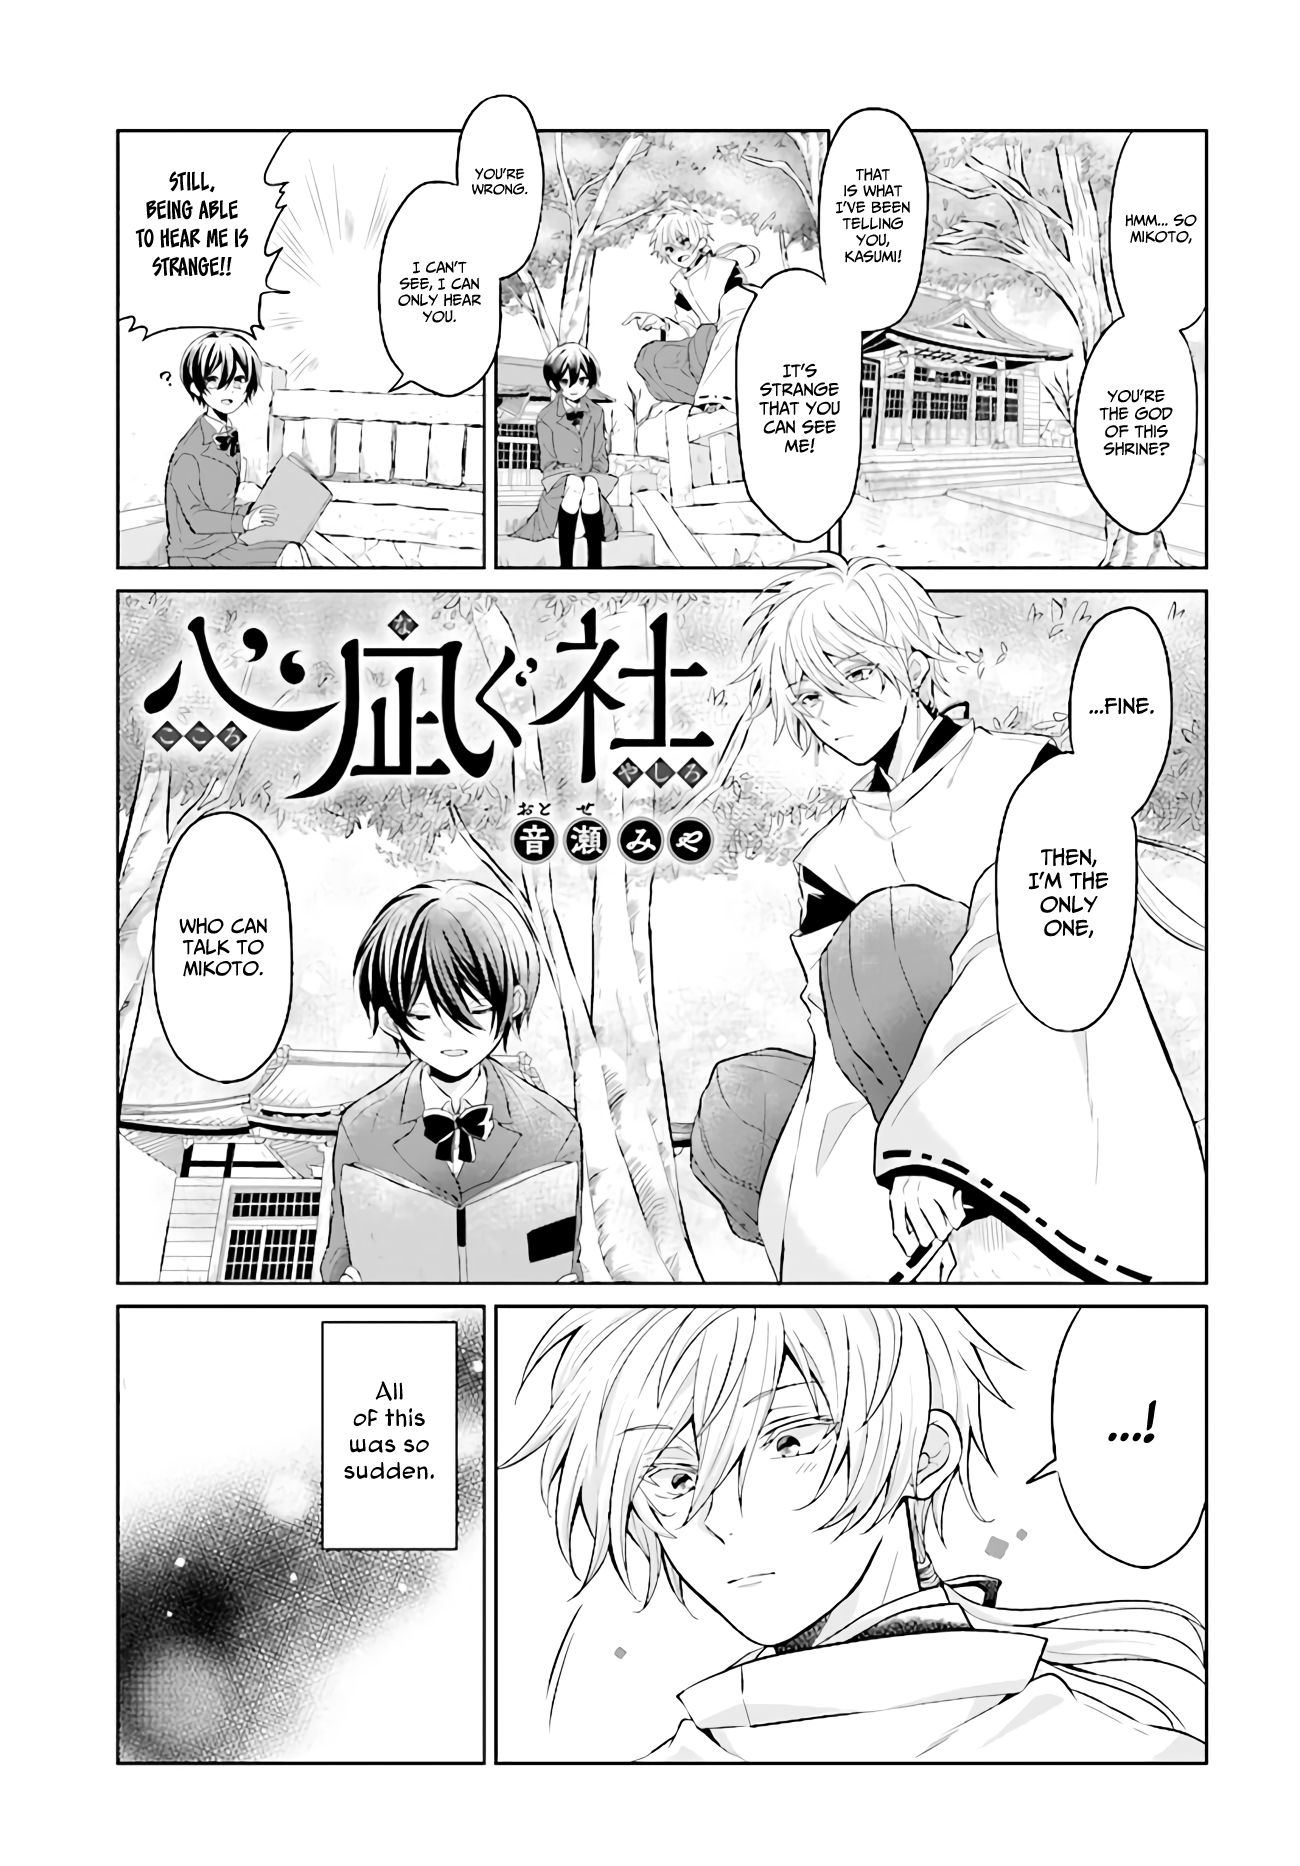 HMM... SO
MIKOTO,
YOU'RE
THE GOD
OF THIS
SHRINE?
THAT
IS WHAT
I'VE BEEN
TELLING
YOU,
KASUMI!
IT'S
STRANGE
THAT YOU
CAN SEE
ME!
YOU'RE
WRONG.
I CAN'T
SEE, I CAN
ONLY HEAR
YOU.
STILL,
BEING ABLE
TO HEAR ME IS
STRANGE!!
?
心凪ぐ社
こころ
な
やしろ
おと せ
音瀬みや
...FINE.
THEN,
I'M THE
ONLY
ONE,
WHO CAN
TALK TO
MIKOTO.
....!
All
of this
was so
sudden.